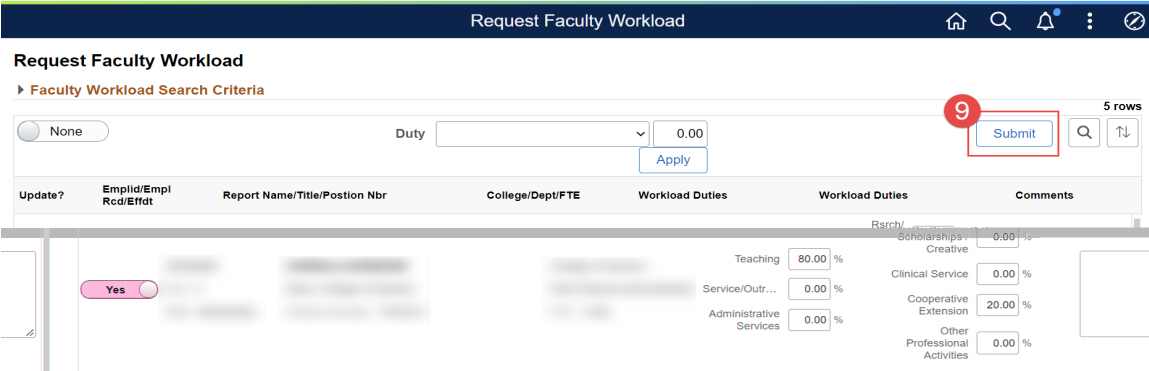 Request Faculty Workload
Request Faculty Workload
Faculty Workload Search Criteria
5 rows
9
None
Duty
0.00
Submit
Apply
Update?
Emplid/Empl
Rcd/Effdt
Report Name/Title/Postion Nbr
College/Dept/FTE
Workload Duties
Workload Duties
Comments
Rsrch/
Scholarships /
Creative
0.00 %
Yes
Teaching 80.00 %
Service/Outr... 0.00 %
Administrative
Services
0.00 %
Clinical Service 0.00 %
Cooperative
Extension
20.00 %
Other
Professional
Activities
0.00 %